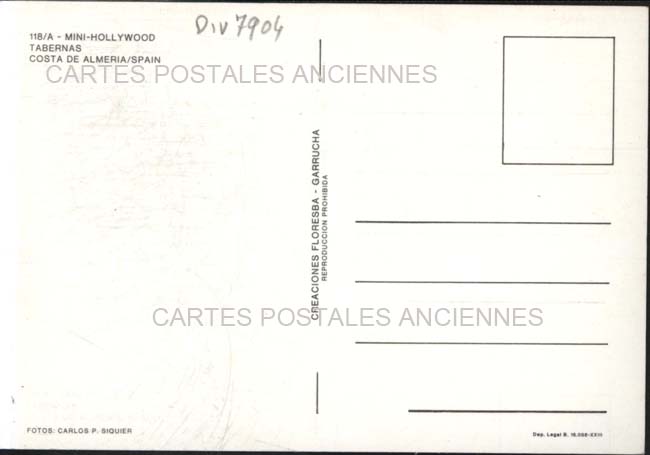 Div 7904
118/A - MINI-HOLLYWOOD
TABERNAS
COSTA DE ALMERIA/SPAIN
CARTES POSTALES ANCIENNES
CREACIONES FLORESBA - GARRUCHA
REPRODUCCION PROHIBIDA
CARTES POSTALES ANCIENNES
FOTOS: CARLOS P. SIQUIER
Dep. Legal B.